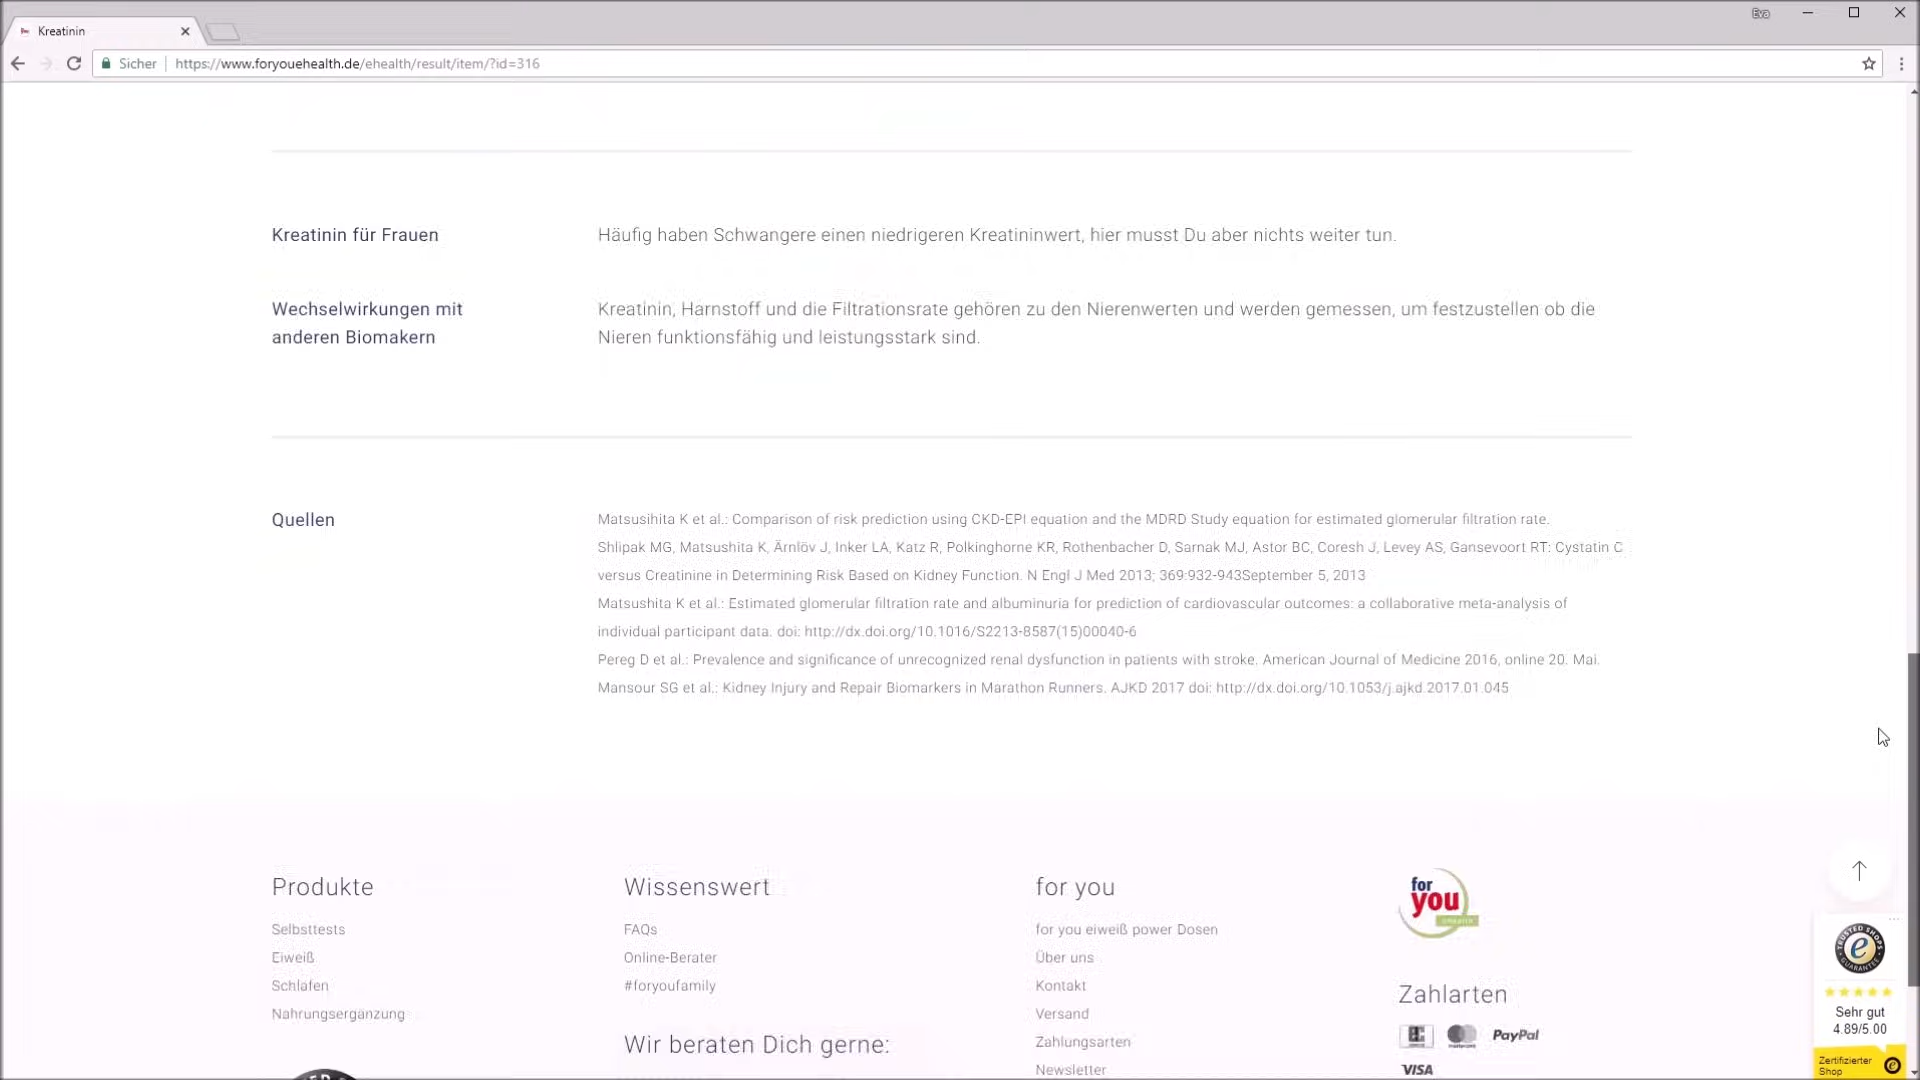 Kreatinin
Eva
Sicher https://www.foryouehealth.de/ehealth/result/item/?id=316
Kreatinin für Frauen
Häufig haben Schwangere einen niedrigeren Kreatininwert, hier musst Du aber nichts weiter tun.
Wechselwirkungen mit
anderen Biomakern
Kreatinin, Harnstoff und die Filtrationsrate gehören zu den Nierenwerten und werden gemessen, um festzustellen ob die
Nieren funktionsfähig und leistungsstark sind.
Quellen
Matsusihita K et al.: Comparison of risk prediction using CKD-EPI equation and the MDRD Study equation for estimated glomerular filtration rate.
Shlipak MG, Matsushita K, Ärnlöv J, Inker LA, Katz R, Polkinghorne KR, Rothenbacher D, Sarnak MJ, Astor BC, Coresh J, Levey AS, Gansevoort RT: Cystatin C
versus Creatinine in Determining Risk Based on Kidney Function. N Engl J Med 2013; 369:932-943September 5, 2013
Matsushita K et al.: Estimated glomerular filtration rate and albuminuria for prediction of cardiovascular outcomes: a collaborative meta-analysis of
individual participant data. doi: http://dx.doi.org/10.1016/S2213-8587(15)00040-6
Pereg D et al.: Prevalence and significance of unrecognized renal dysfunction in patients with stroke. American Journal of Medicine 2016, online 20. Mai.
Mansour SG et al.: Kidney Injury and Repair Biomarkers in Marathon Runners. AJKD 2017 doi: http://dx.doi.org/10.1053/j.ajkd.2017.01.045
Produkte
Selbsttests
Eiweiß
Schlafen
Nahrungsergänzung
Wissenswert
FAQs
Online-Berater
#foryoufamily
Wir beraten Dich gerne:
for you
for you eiweiß power Dosen
Über uns
Kontakt
Versand
Zahlungsarten
Newsletter
for
you
Zahlarten
mastercard
PayPal
VISA
TRUSTED SHOPS
e
GUARANTEE
Sehr gut
4.89/5.00
Zertifizierter
Shop
e